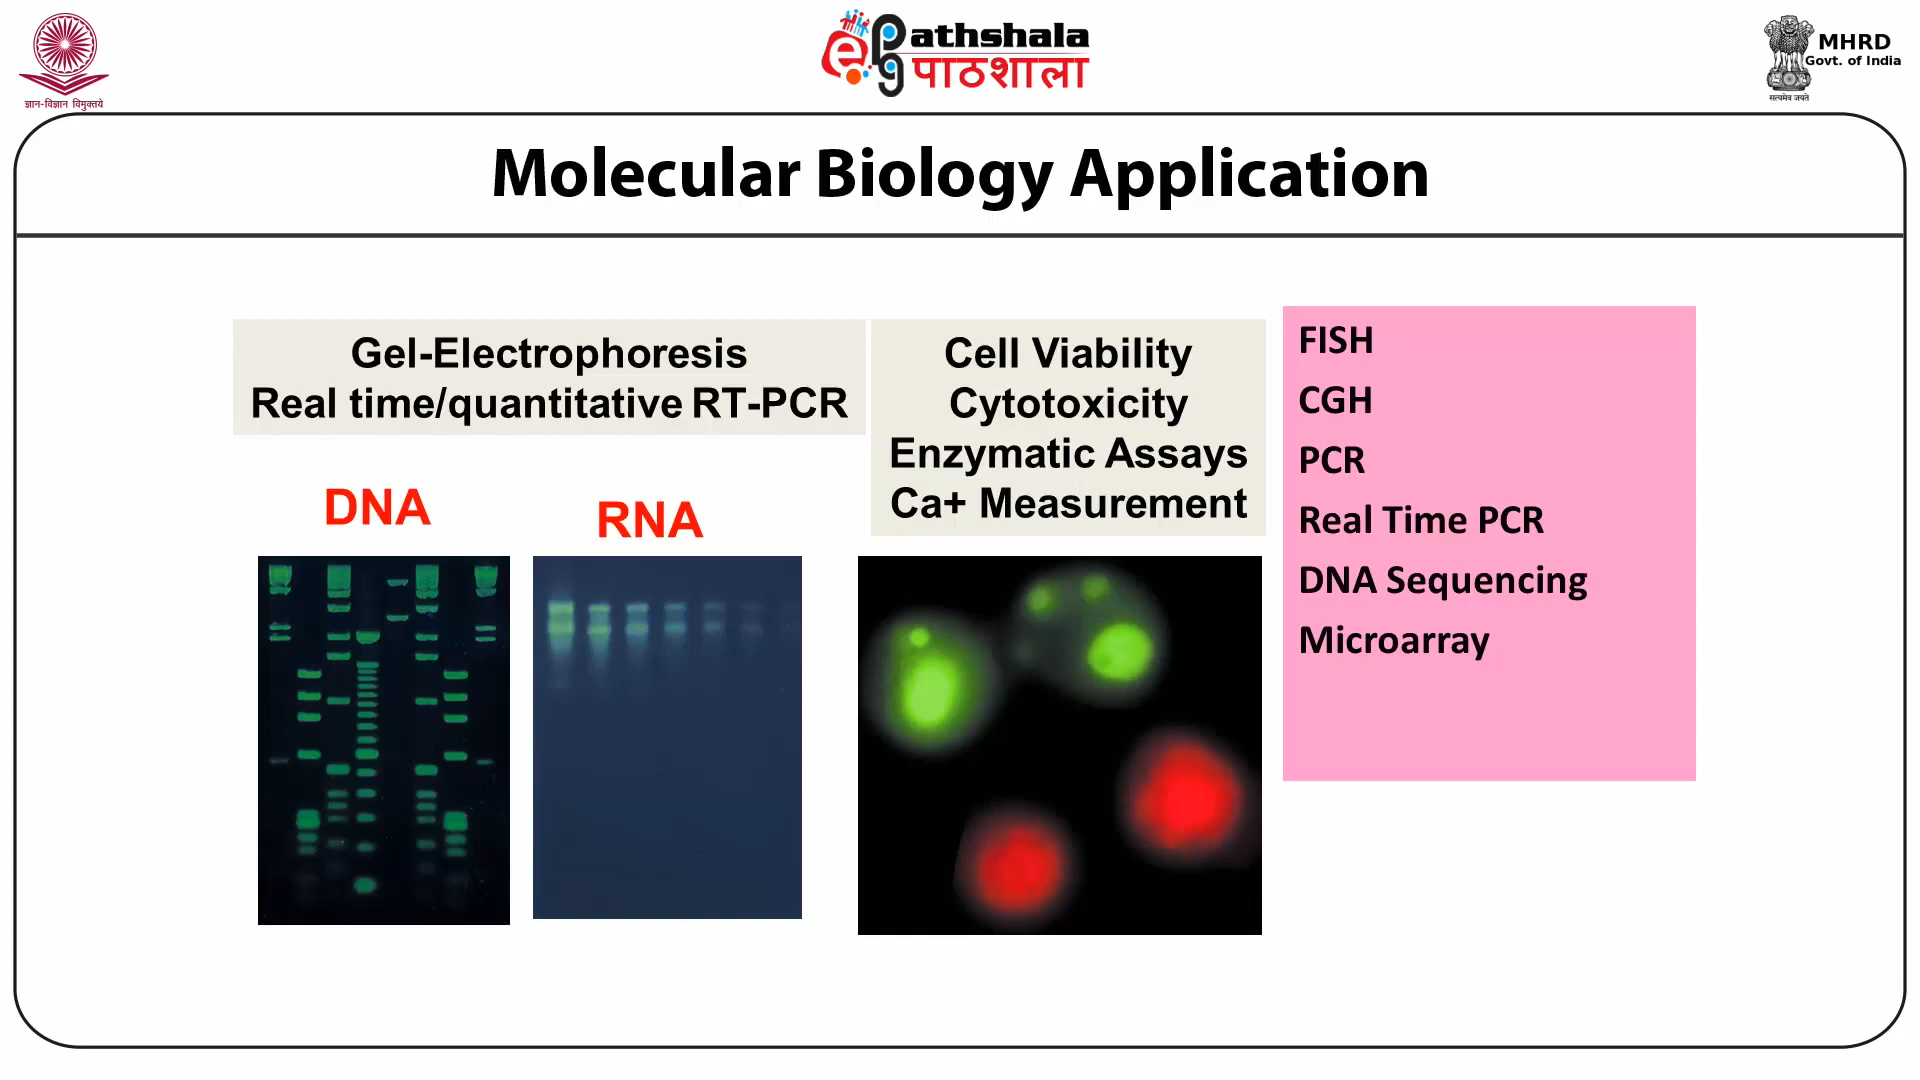 ज्ञान-विज्ञान विमुक्तये
ePathshala
पाठशाला
MHRD
Govt. of India
सत्यमेव जयते
Molecular Biology Application
Gel-Electrophoresis
Real time/quantitative RT-PCR
DNA
RNA
Cell Viability
Cytotoxicity
Enzymatic Assays
Ca+ Measurement
FISH
CGH
PCR
Real Time PCR
DNA Sequencing
Microarray